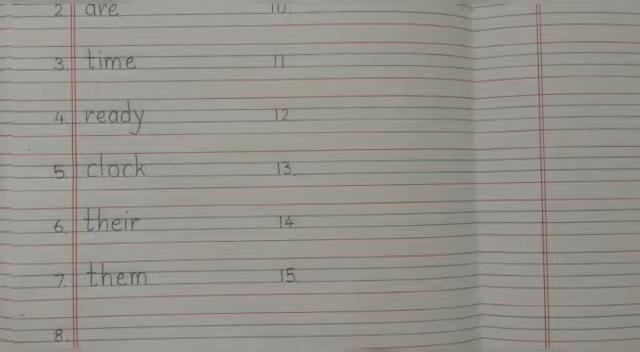 2 are 10.
3. time 11
4. ready 12
5. clock 13.
6. their 14
7. them 15
8.